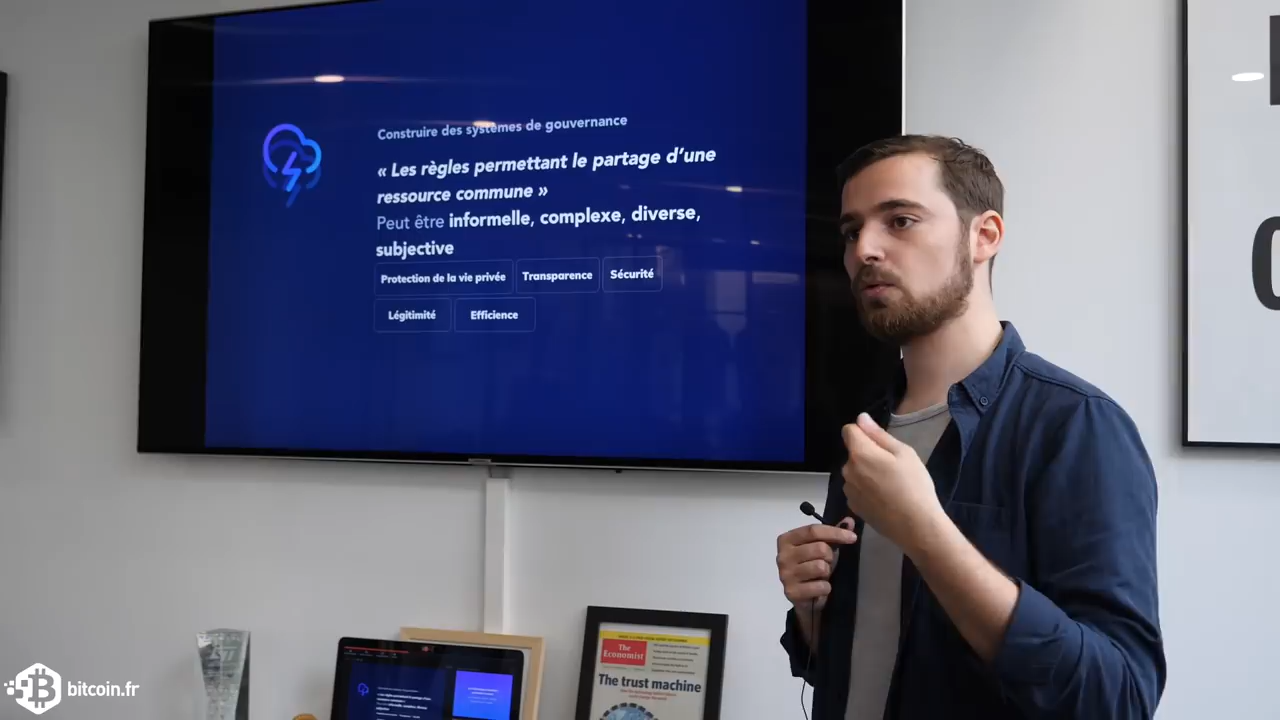 Construire des systèmes de gouvernance
« Les règles permettant le partage d’une
ressource commune »
Peut être informelle, complexe, diverse,
subjective
Protection de la vie privée Transparence Sécurité
Légitimité Efficience
The
Economist
The trust machine
bitcoin.fr